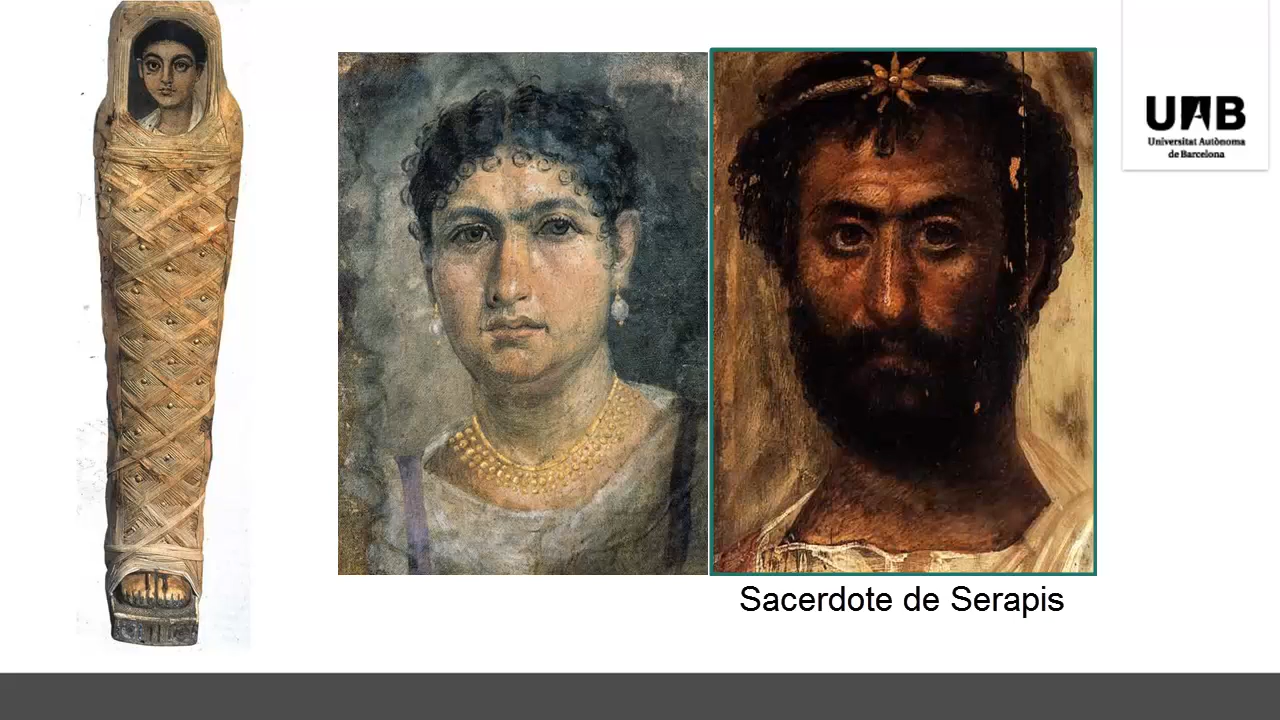 UAB
Universitat Autònoma
de Barcelona
Sacerdote de Serapis